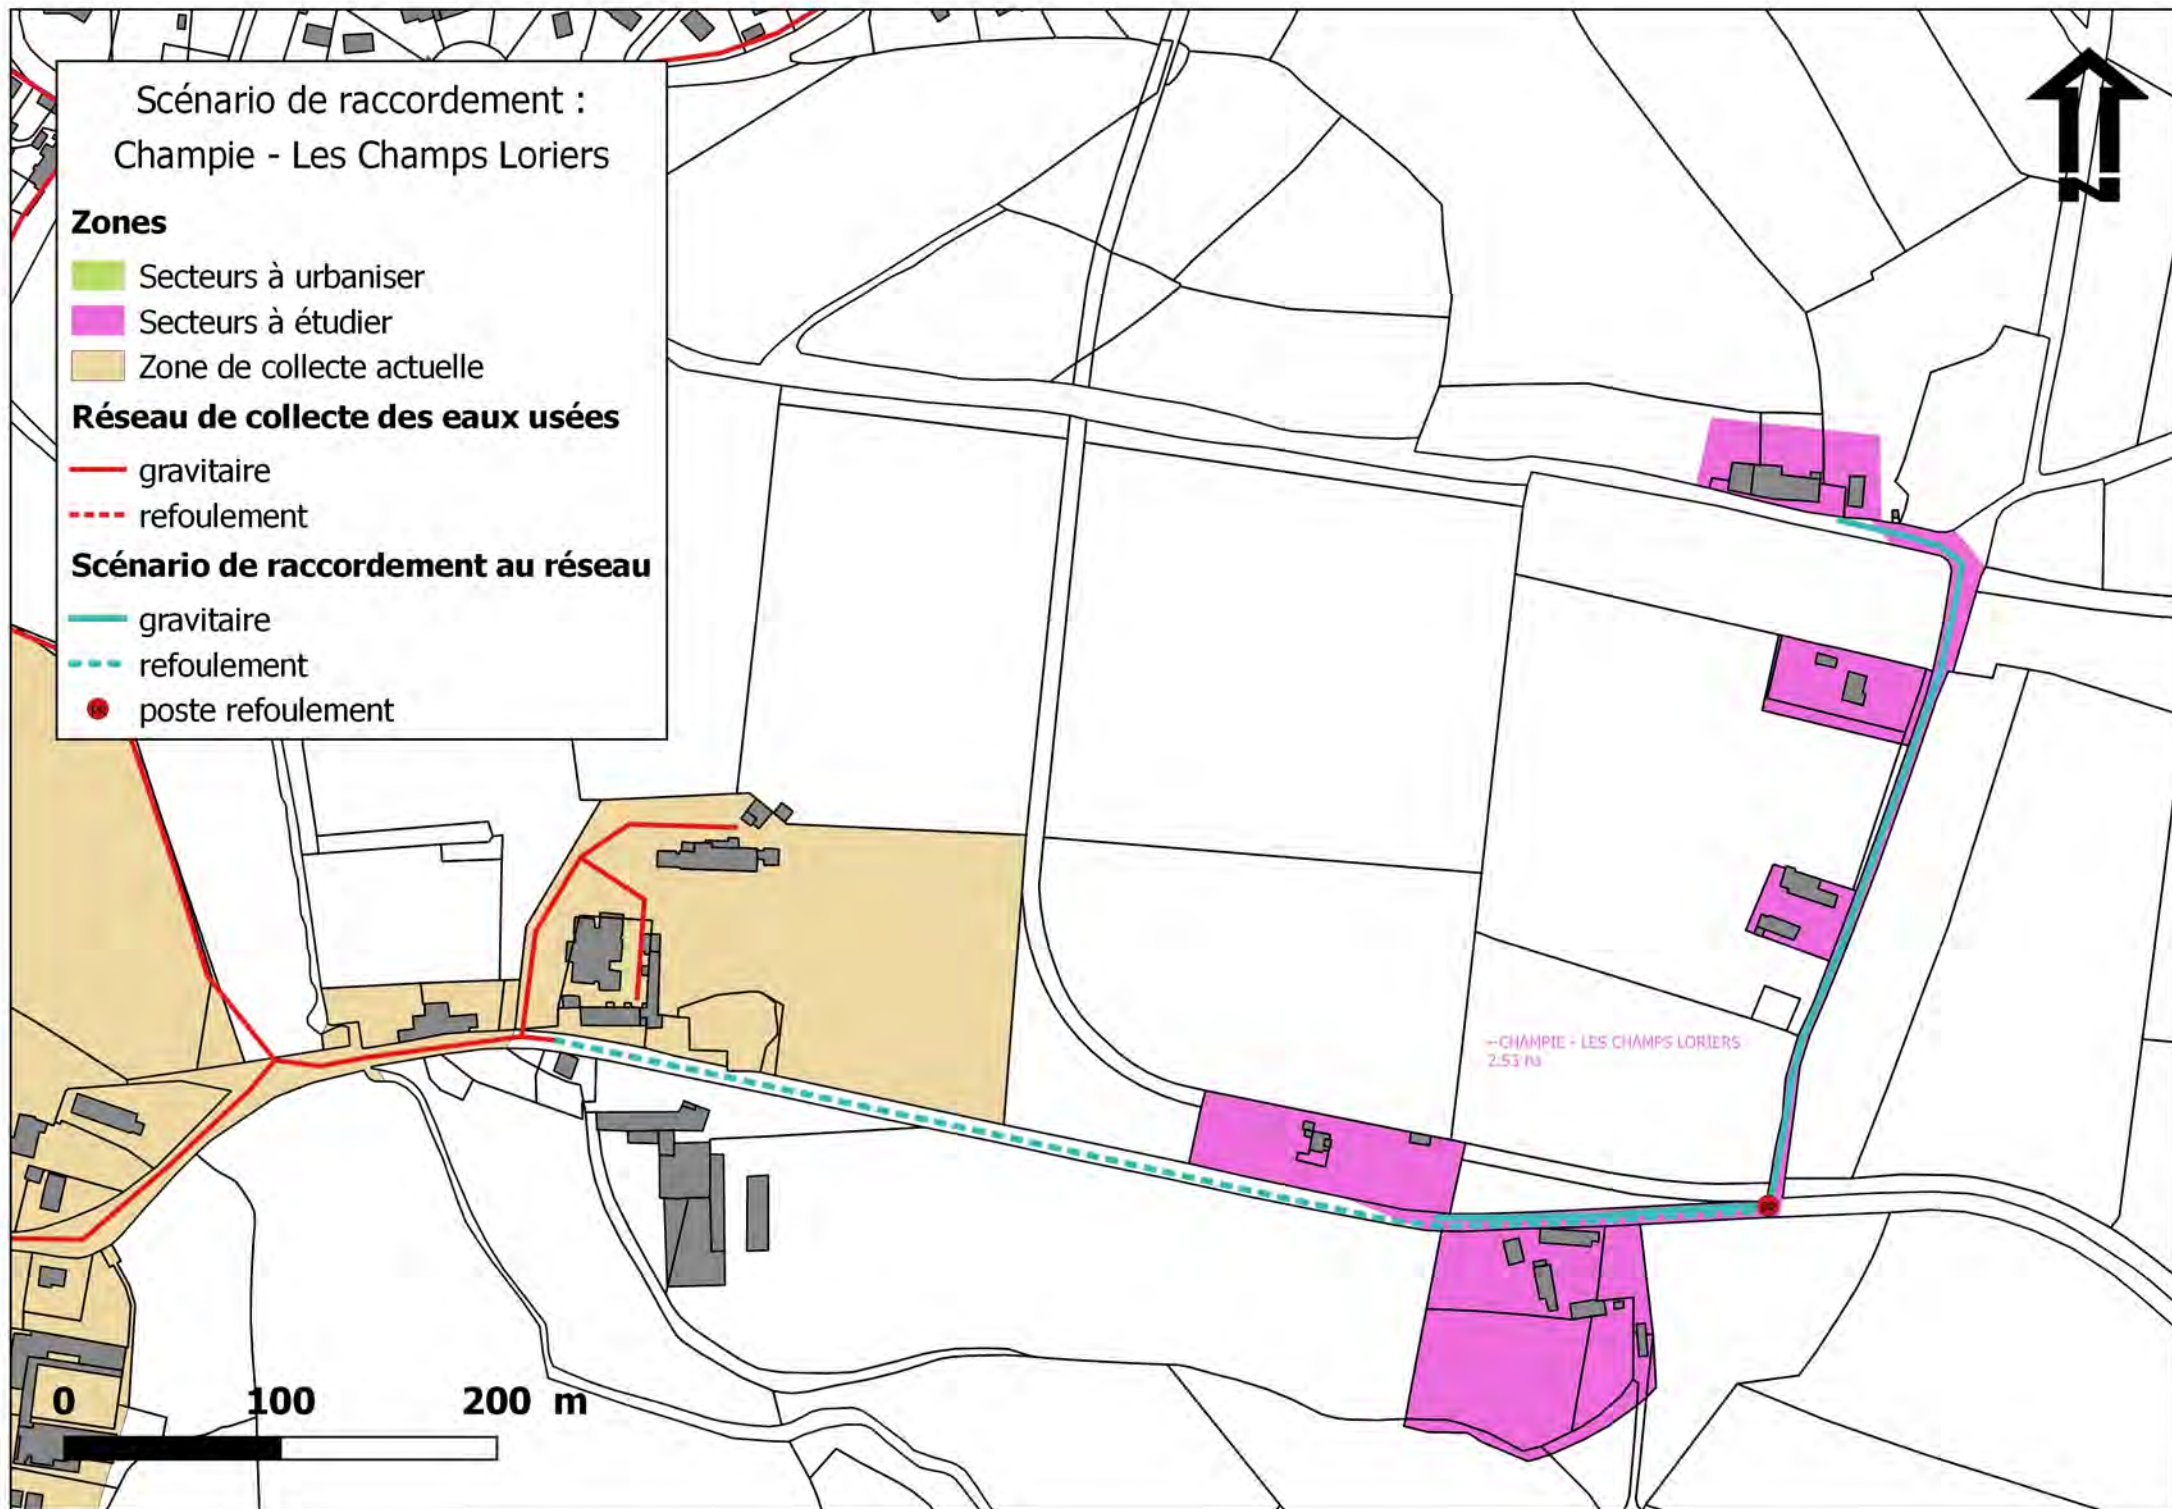 Scénario de raccordement :
Champie - Les Champs Loriers
Zones
Secteurs à urbaniser
Secteurs à étudier
Zone de collecte actuelle
Réseau de collecte des eaux usées
gravitaire
refoulement
Scénario de raccordement au réseau
gravitaire
refoulement
poste refoulement
N
CHAMPIE - LES CHAMPS LORIERS
2.53 ha
PR
0 100 200 m